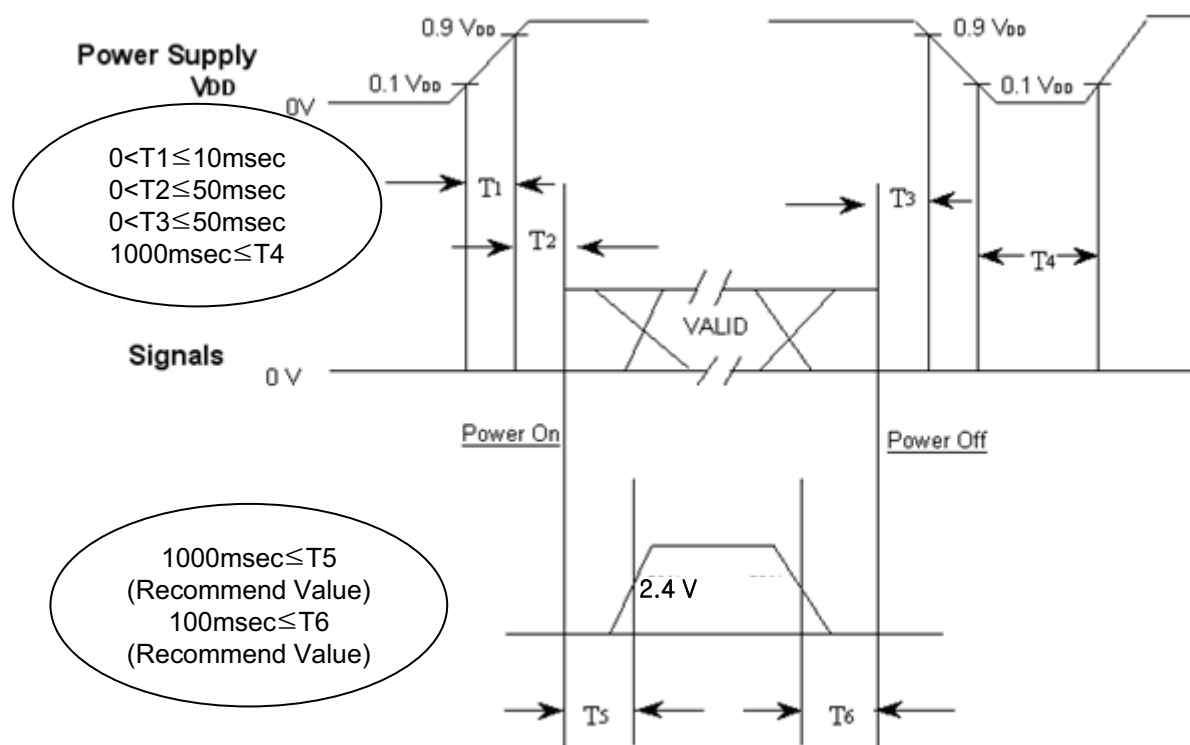 0.9 VDD
0.9 VDD
Power Supply
VDD
0.1 VDD
0.1 VDD
0V
0<T1≦10msec
0<T2≦50msec
0<T3≦50msec
1000msec≦T4
T1
T3
T2
T4
VALID
Signals
0 V
Power On
Power Off
1000msec≦T5
(Recommend Value)
100msec≦T6
(Recommend Value)
2.4 V
T5
T6